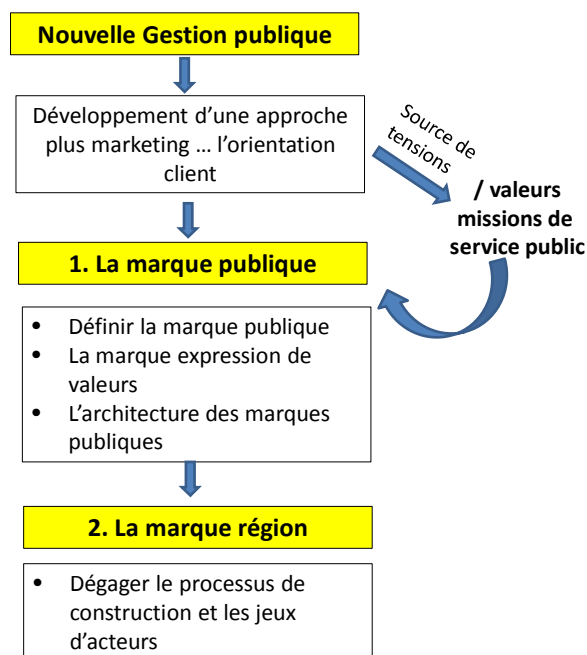 Nouvelle Gestion publique
Développement d’une approche
plus marketing ... l’orientation
client
Source de
tensions
/ valeurs
missions de
service public
1. La marque publique
• Définir la marque publique
• La marque expression de
valeurs
• L’architecture des marques
publiques
2. La marque région
• Dégager le processus de
construction et les jeux
d’acteurs